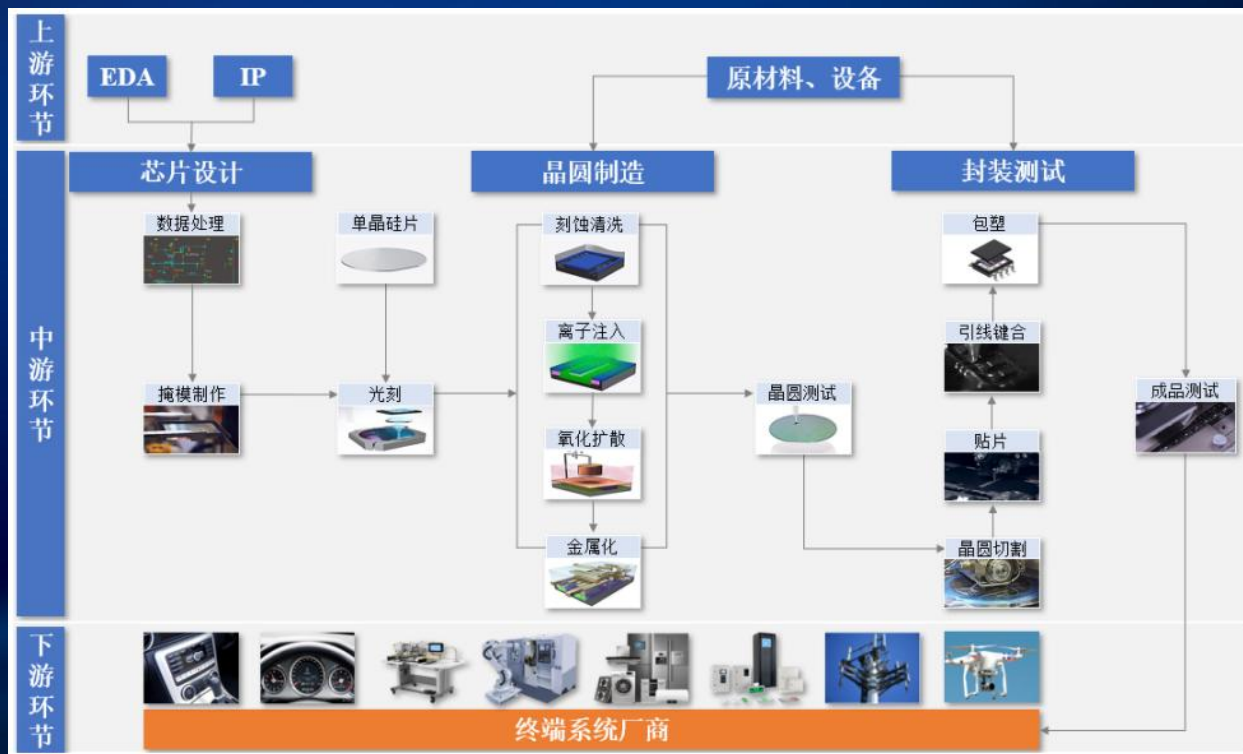 上游环节
EDA
IP
原材料、设备
中游环节
芯片设计
晶圆制造
封装测试
数据处理
单晶硅片
刻蚀清洗
包塑
离子注入
引线键合
掩模制作
光刻
晶圆测试
成品测试
氧化扩散
贴片
金属化
晶圆切割
下游环节
终端系统厂商